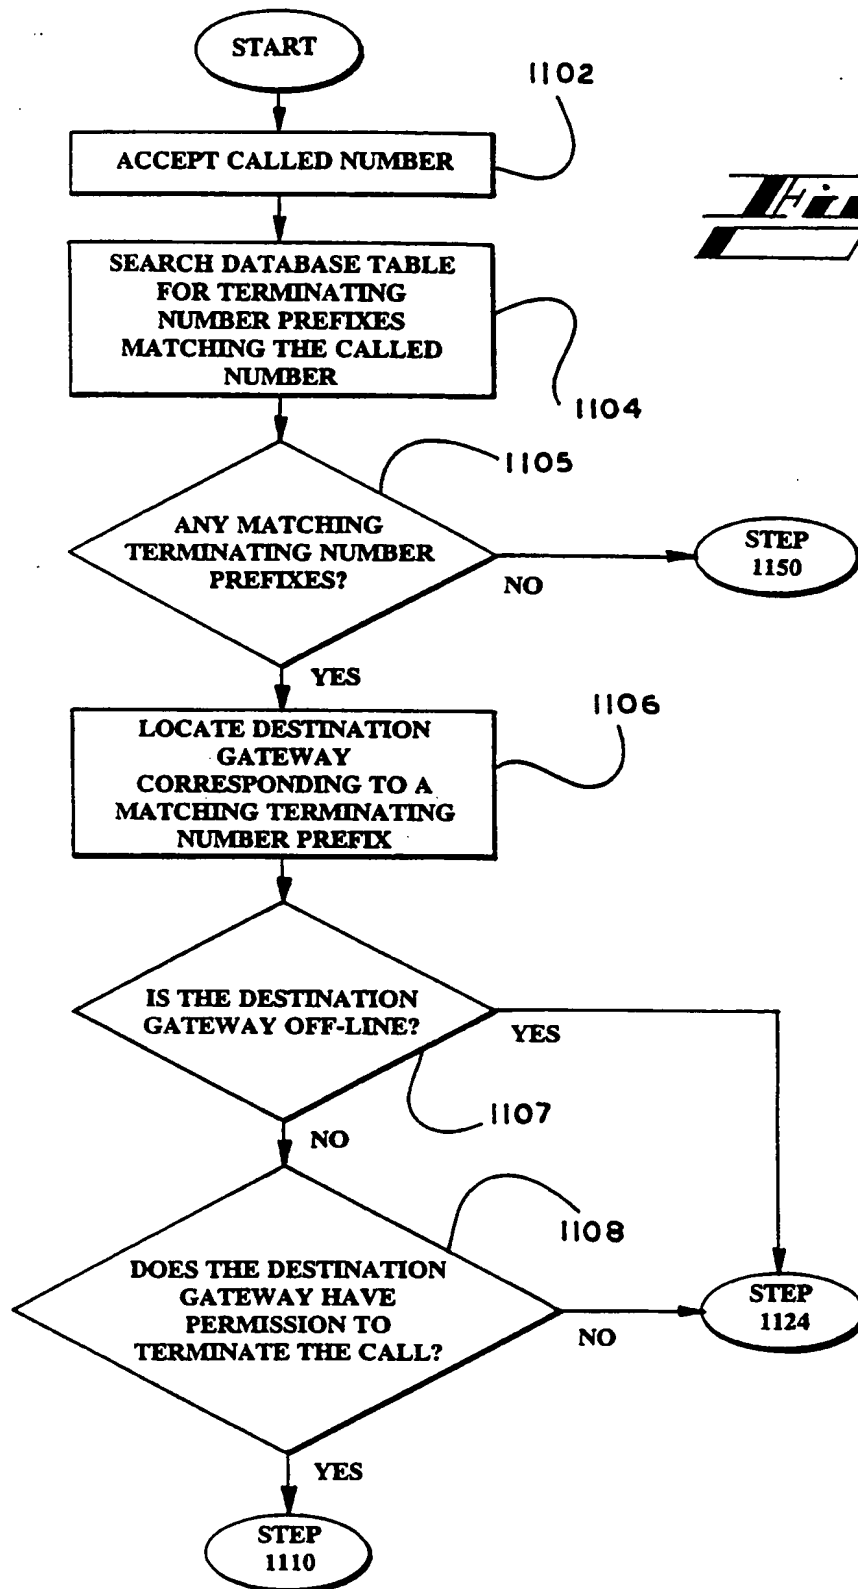 START
1102
ACCEPT CALLED NUMBER
SEARCH DATABASE TABLE
FOR TERMINATING
NUMBER PREFIXES
MATCHING THE CALLED
NUMBER
1104
1105
ANY MATCHING
TERMINATING NUMBER
PREFIXES?
NO
STEP
1150
YES
1106
LOCATE DESTINATION
GATEWAY
CORRESPONDING TO A
MATCHING TERMINATING
NUMBER PREFIX
IS THE DESTINATION
GATEWAY OFF-LINE?
YES
1107
NO
1108
DOES THE DESTINATION
GATEWAY HAVE
PERMISSION TO
TERMINATE THE CALL?
NO
STEP
1124
YES
STEP
1110